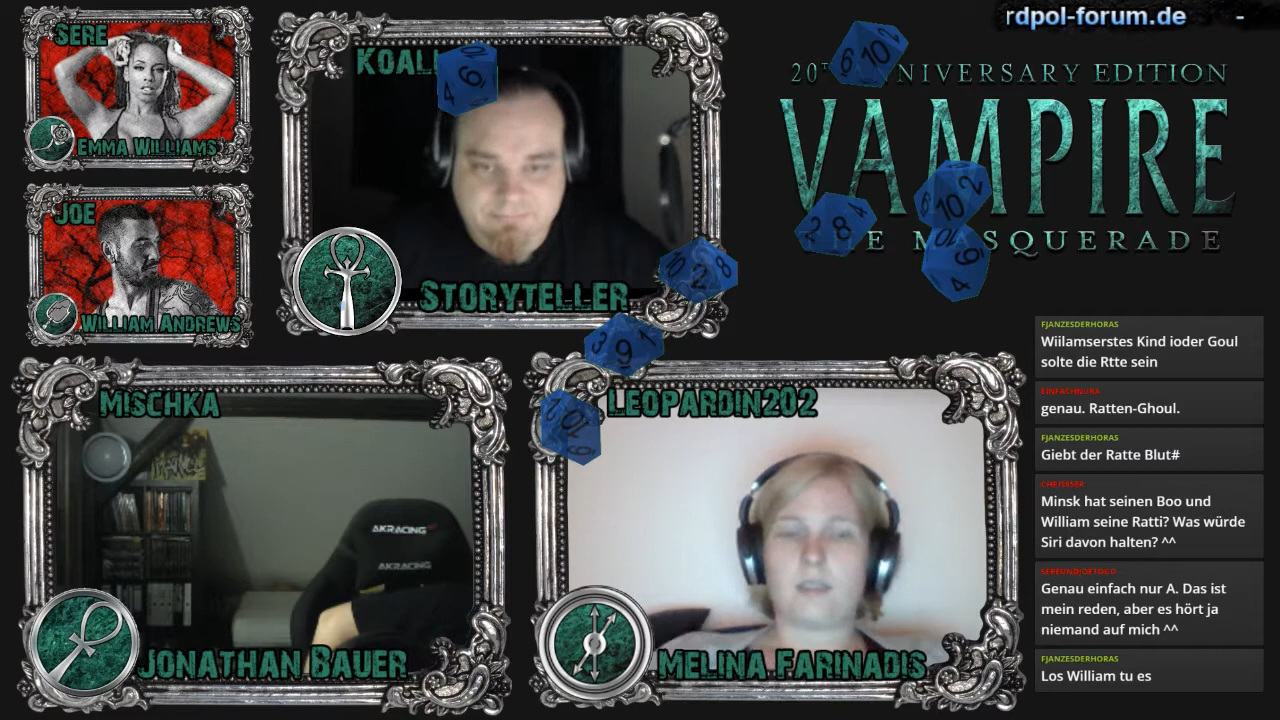 SERE
EMMA WILLIAMS
JOE
WILLIAM ANDREWS
STORYTELLER
MISCHKA
AKRACING
AKRACING
JONATHAN BAUER
LEOPARDIN202
MELINA FARINADIS
rdpol-forum.de -
ANNIVERSARY EDITION
VAMPIRE
THE MASQUERADE
FJANZESDERHORAS
Wiilamserstes Kind ioder Goul
solte die Rtte sein
genau. Ratten-Ghoul.
FJANZESDERHORAS
Giebt der Ratte Blut#
Minsk hat seinen Boo und
William seine Ratti? Was würde
Siri davon halten? ^^
SEREUNDJOETOGO
Genau einfach nur A. Das ist
mein reden, aber es hört ja
niemand auf mich ^^
FJANZESDERHORAS
Los William tu es